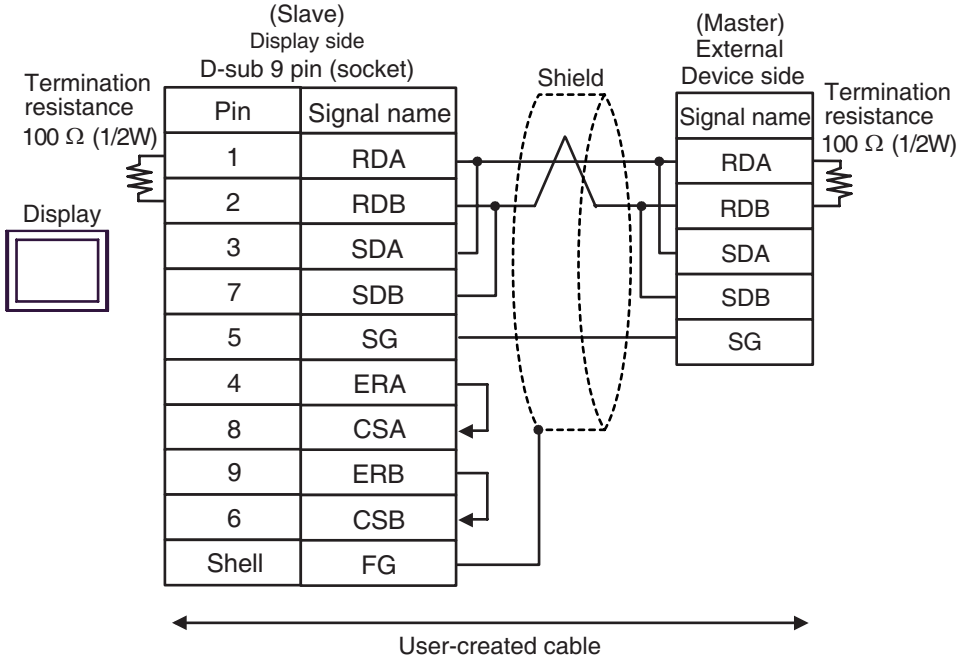 (Slave)
Display side
D-sub 9 pin (socket)
(Master)
External
Device side
Termination
resistance
100 Ω (1/2W)
Shield
Termination
resistance
100 Ω (1/2W)
Display
Pin Signal name
1 RDA
2 RDB
3 SDA
7 SDB
5 SG
4 ERA
8 CSA
9 ERB
6 CSB
Shell FG
Signal name
RDA
RDB
SDA
SDB
SG
User-created cable